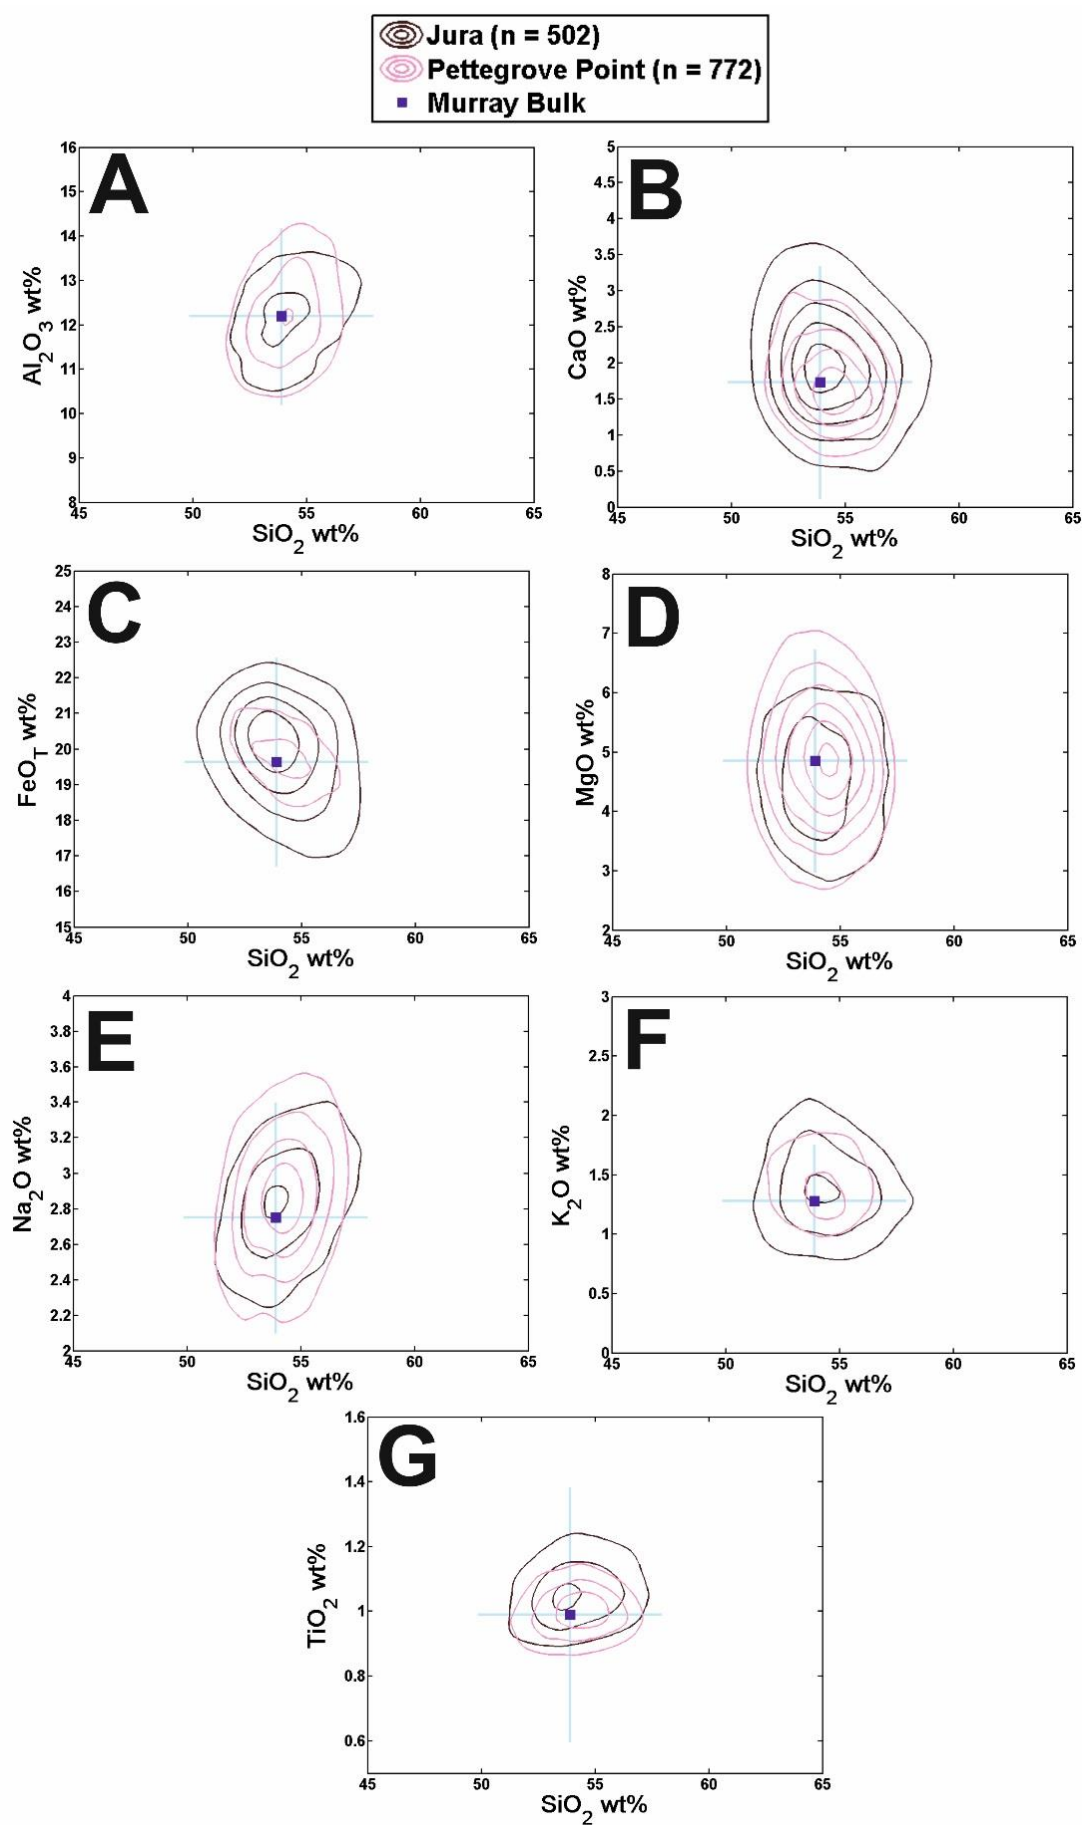 Jura (n = 502)
Pettegrove Point (n = 772)
Murray Bulk
A
16
15
14
13
12
11
10
9
8
Al2O3 wt%
45 50 55 60 65
SiO2 wt%
B
5
4.5
4
3.5
3
2.5
2
1.5
1
0.5
0
CaO wt%
45 50 55 60 65
SiO2 wt%
C
25
24
23
22
21
20
19
18
17
16
15
FeOT wt%
45 50 55 60 65
SiO2 wt%
D
8
7
6
5
4
3
2
MgO wt%
45 50 55 60 65
SiO2 wt%
E
4
3.8
3.6
3.4
3.2
3
2.8
2.6
2.4
2.2
2
Na2O wt%
45 50 55 60 65
SiO2 wt%
F
3
2.5
2
1.5
1
0.5
0
K2O wt%
45 50 55 60 65
SiO2 wt%
G
1.6
1.4
1.2
1
0.8
0.6
TiO2 wt%
45 50 55 60 65
SiO2 wt%